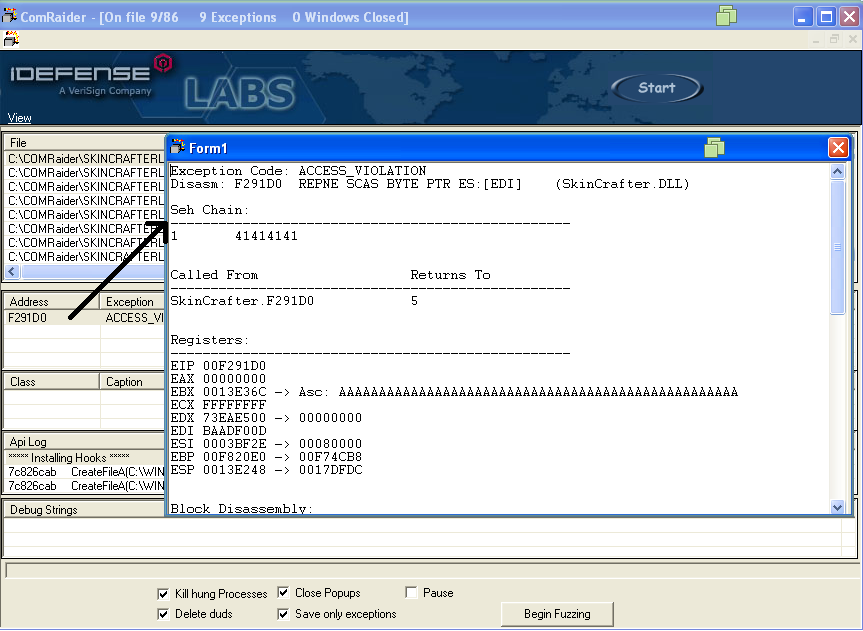 ComRaider - [On file 9/86 9 Exceptions 0 Windows Closed]
iDEFENSE
A VeriSign Company
LABS
Start
View
File
C:\COMRaider\SKINCRAFTERL
C:\COMRaider\SKINCRAFTERL
C:\COMRaider\SKINCRAFTERL
C:\COMRaider\SKINCRAFTERL
C:\COMRaider\SKINCRAFTERL
C:\COMRaider\SKINCRAFTE
C:\COMRaider\SKINCRAFTERL
C:\COMRaider\SKINCRAFTERL
Address Exception
F291D0 ACCESS_VI
Class Caption
Api Log
***** Installing Hooks *****
7c826cab CreateFileA(C:\WIN
7c826cab CreateFileA(C:\WIN
Debug Strings
Form1
Exception Code: ACCESS_VIOLATION
Disasm: F291D0 REPNE SCAS BYTE PTR ES:[EDI] (SkinCrafter.DLL)
Seh Chain:
--------------------------------------------------
1 41414141
Called From Returns To
--------------------------------------------------
SkinCrafter.F291D0 5
Registers:
--------------------------------------------------
EIP 00F291D0
EAX 00000000
EBX 0013E36C -> Asc: AAAAAAAAAAAAAAAAAAAAAAAAAAAAAAAAAAAAAAAAAAAAAAAAAA
ECX FFFFFFFF
EDX 73EAE500 -> 00000000
EDI BAADF00D
ESI 0003BF2E -> 00080000
EBP 00F820E0 -> 00F74CB8
ESP 0013E248 -> 0017DFDC
Block Disassembly:
Kill hung Processes Close Popups Pause
Delete duds Save only exceptions Begin Fuzzing